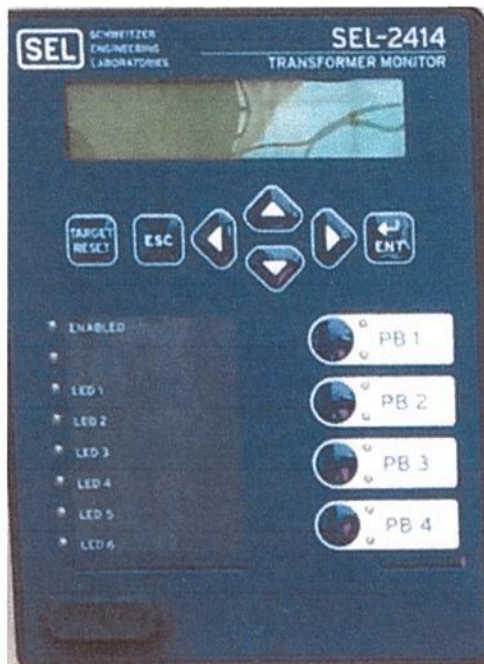 SEL
SCHWEITZER
ENGINEERING
LABORATORIES
SEL-2414
TRANSFORMER MONITOR
TARGET
RESET
ESC
ENT
ENABLED
LED 1
LED 2
LED 3
LED 4
LED 5
LED 6
PB 1
PB 2
PB 3
PB 4